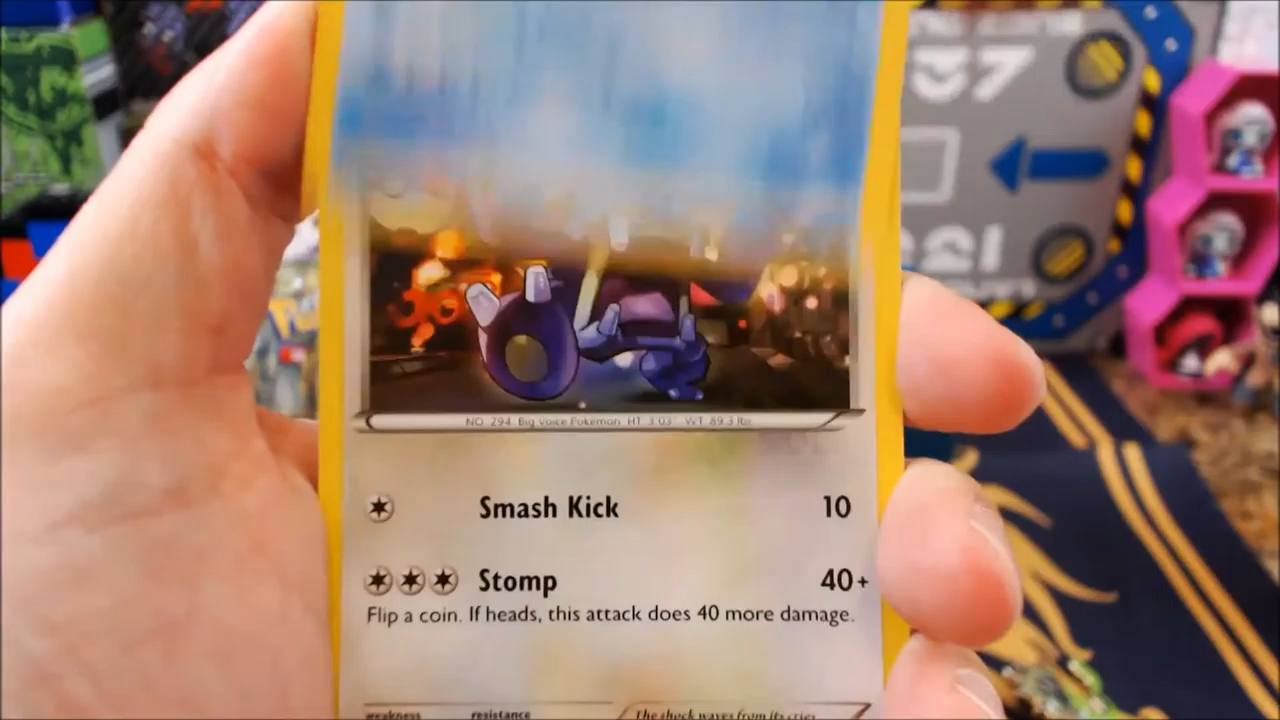 37
NO. 294 Big Voice Pokémon HT 3'03" WT 89.3 lbs.
Smash Kick 10
Stomp 40+
Flip a coin. If heads, this attack does 40 more damage.
weakness resistance
The shock waves from its cries